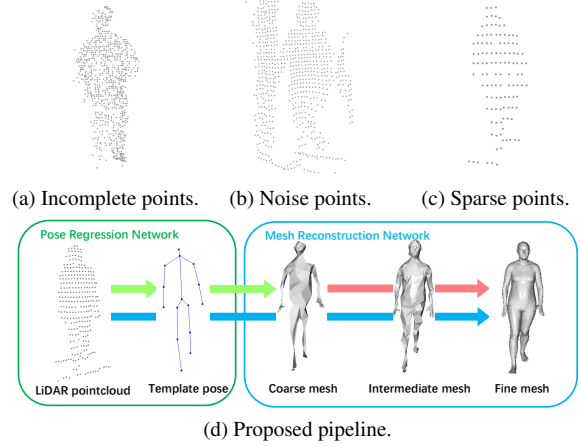 (a) Incomplete points. (b) Noise points. (c) Sparse points.
Pose Regression Network Mesh Reconstruction Network
LiDAR pointcloud Template pose Coarse mesh Intermediate mesh Fine mesh
(d) Proposed pipeline.